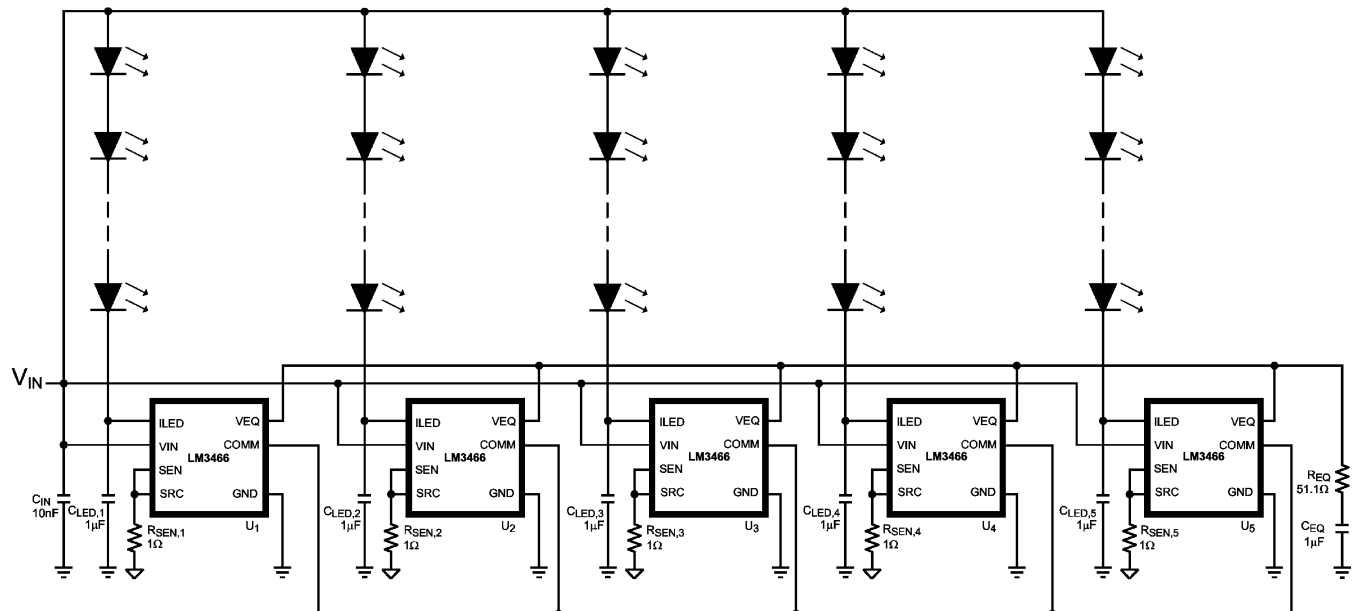 VIN
ILED
VEQ
VIN
COMM
LM3466
SEN
SRC
GND
U1
CIN
10nF
CLED,1
1μF
RSEN,1
1Ω
ILED
VEQ
VIN
COMM
LM3466
SEN
SRC
GND
U2
CLED,2
1μF
RSEN,2
1Ω
ILED
VEQ
VIN
COMM
LM3466
SEN
SRC
GND
U3
CLED,3
1μF
RSEN,3
1Ω
ILED
VEQ
VIN
COMM
LM3466
SEN
SRC
GND
U4
CLED,4
1μF
RSEN,4
1Ω
ILED
VEQ
VIN
COMM
LM3466
SEN
SRC
GND
U5
CLED,5
1μF
RSEN,5
1Ω
REQ
51.1Ω
CEQ
1μF